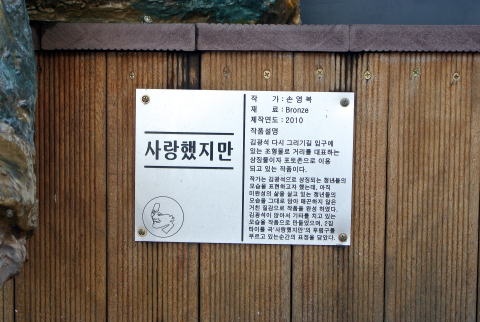 사랑했지만
작 가 : 손영복
재 료 : Bronze
제작연도 : 2010
작품설명
김광석 다시 그리기길 입구에
있는 조형물로 거리를 대표하는
상징물이자 포토존으로 이용
되고 있는 작품이다.
작가는 김광석으로 상징되는 청년들의
모습을 표현하고자 했는데, 아직
미완성의 삶을 살고 있는 청년들의
모습을 그대로 담아 매끈하지 않은
거친 질감으로 작품을 완성 하였다.
김광석이 앉아서 기타를 치고 있는
모습을 작품으로 만들었으며, 2집
타이틀 곡'사랑했지만'의 후렴구를
부르고 있는순간의 표정을 담았다.